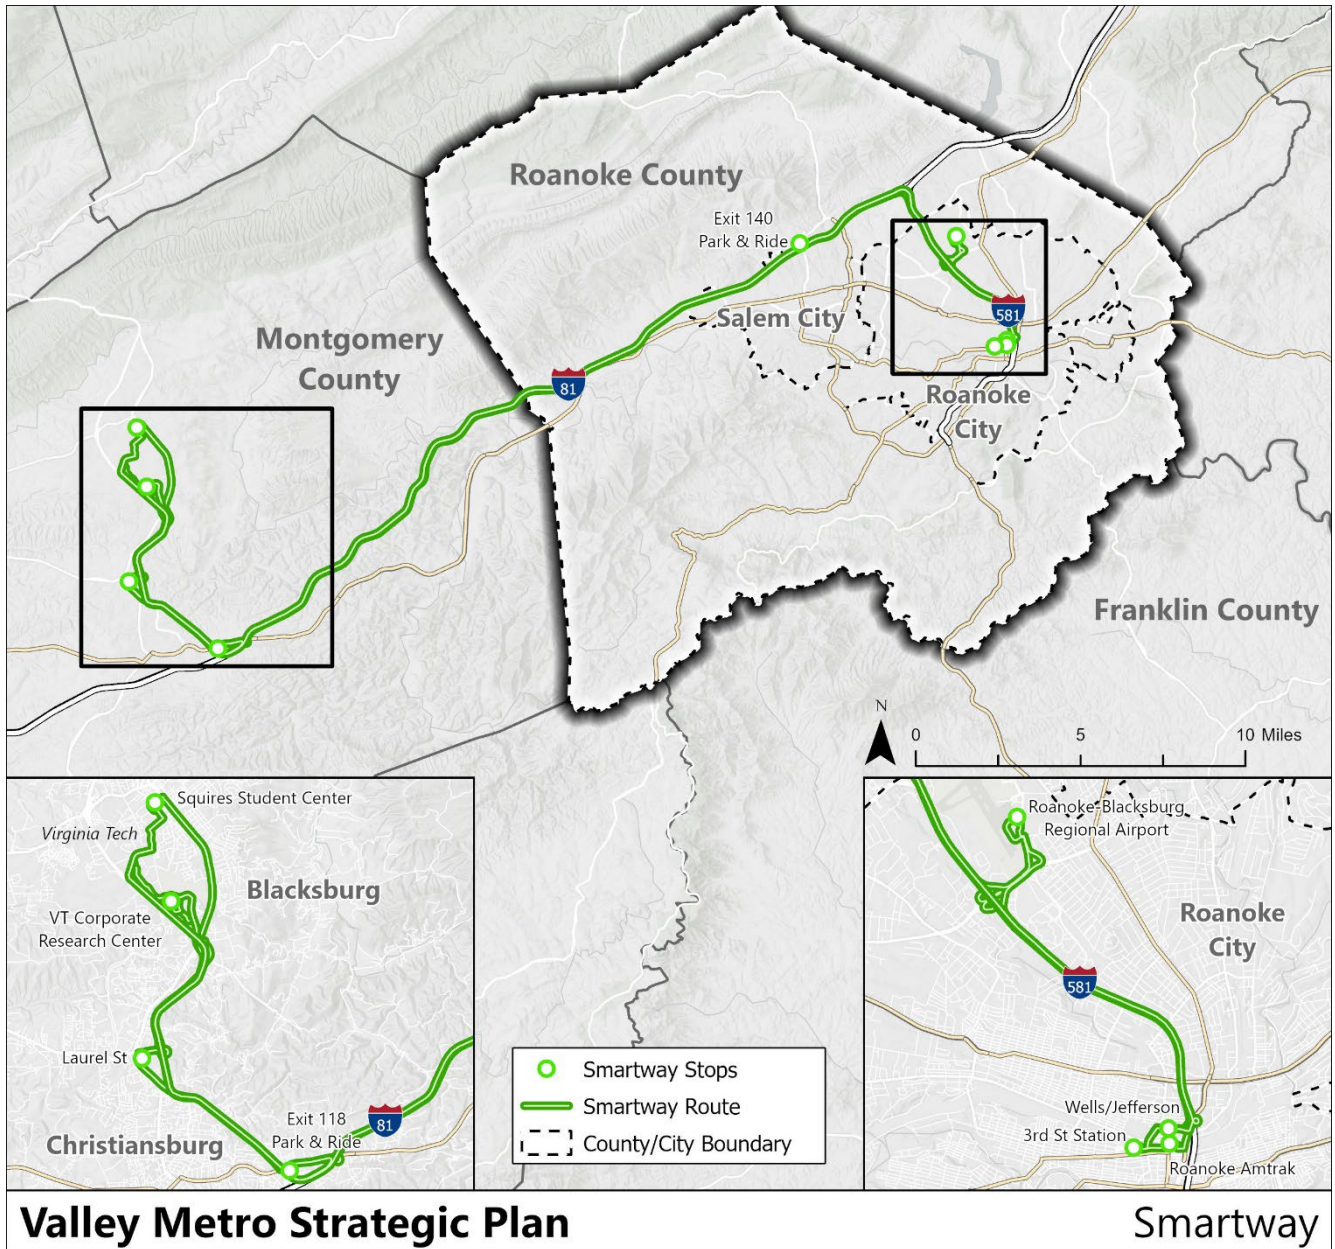 Roanoke County
Exit 140
Park & Ride
581
Salem City
Montgomery
County
81
Roanoke
City
Franklin County
N
0 5 10 Miles
Squires Student Center
Virginia Tech
Blacksburg
VT Corporate
Research Center
Laurel St
Exit 118
Park & Ride
81
Christiansburg
Smartway Stops
Smartway Route
County/City Boundary
Roanoke-Blacksburg
Regional Airport
Roanoke
City
581
Wells/Jefferson
3rd St Station
Roanoke Amtrak
Valley Metro Strategic Plan
Smartway